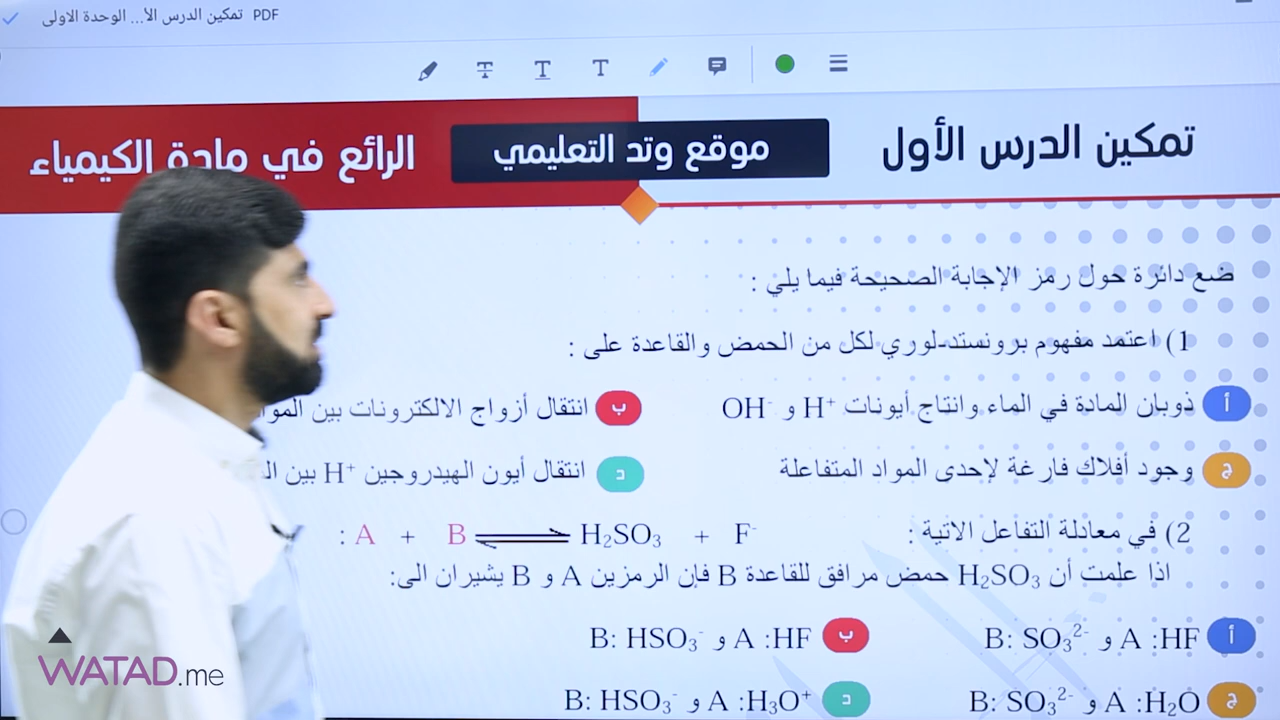 تمكين الدرس الأ... الوحدة الاولى PDF
تمكين الدرس الأول
موقع وتد التعليمي
الرائع في مادة الكيمياء
ضع دائرة حول رمز الإجابة الصحيحة فيما يلي :
1) اعتمد مفهوم برونستد-لوري لكل من الحمض والقاعدة على :
أ ذوبان المادة في الماء وانتاج أيونات H⁺ و OH⁻
ب انتقال أزواج الالكترونات بين
ج وجود أفلاك فارغة لإحدى المواد المتفاعلة
د انتقال أيون الهيدروجين H⁺ بين
2) في معادلة التفاعل الاتية :
A + B ⇌ H₂SO₃ + F⁻ :
اذا علمت أن H₂SO₃ حمض مرافق للقاعدة B فإن الرمزين A و B يشيران الى:
أ A :HF و B: SO₃²⁻
ب A :HF و B: HSO₃⁻
ج A :H₂O و B: SO₃²⁻
د A :H₃O⁺ و B: HSO₃⁻
WATAD.me